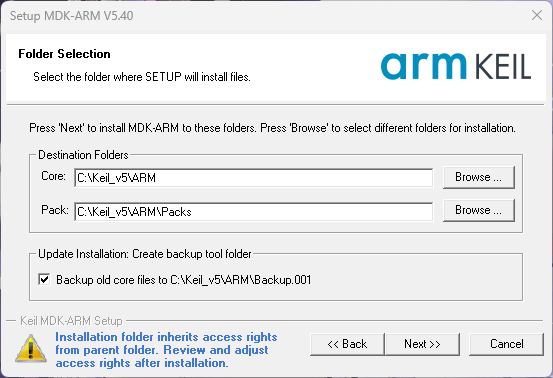 Setup MDK-ARM V5.40
Folder Selection
Select the folder where SETUP will install files.
arm KEIL
Press 'Next' to install MDK-ARM to these folders. Press 'Browse' to select different folders for installation.
Destination Folders
Core: C:\Keil_v5\ARM Browse ...
Pack: C:\Keil_v5\ARM\Packs Browse ...
Update Installation: Create backup tool folder
Backup old core files to C:\Keil_v5\ARM\Backup.001
Keil MDK-ARM Setup
Installation folder inherits access rights
from parent folder. Review and adjust
access rights after installation.
<< Back Next >> Cancel